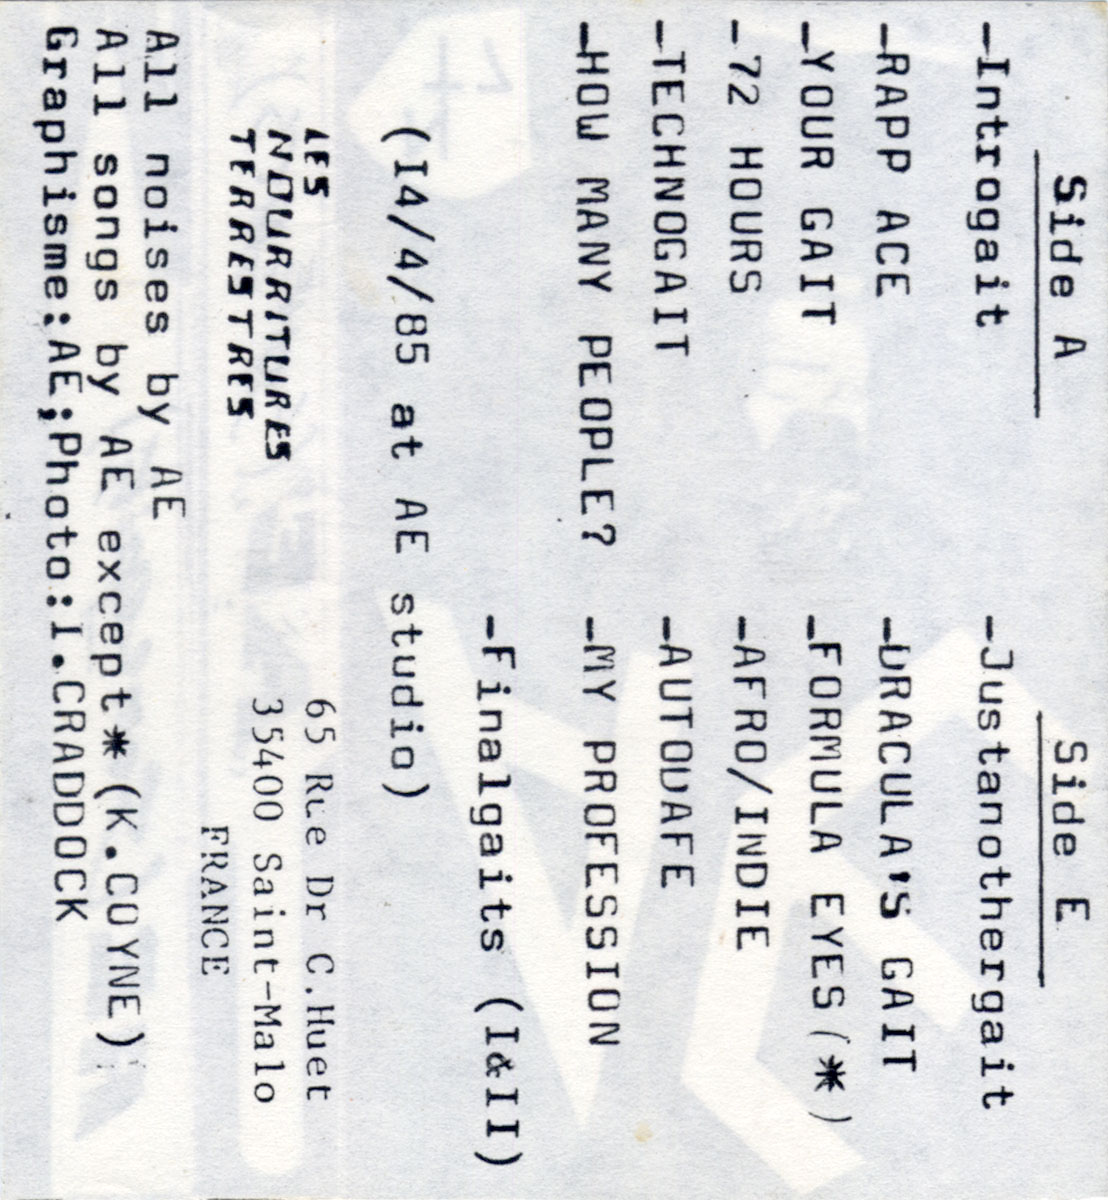 Side A
-Introgait
-RAPP ACE
-YOUR GAIT
-72 HOURS
-TECHNOGAIT
-HOW MANY PEOPLE?
Side E
-Justanothergait
-DRACULA'S GAIT
-FORMULA EYES(*)
-AFRO/INDIE
-AUTODAFE
-MY PROFESSION
-Finalgaits (I&II)
(I4/4/85 at AE studio)
LES
NOURRITURES
TERRESTRES
65 Rue Dr C.Huet
35400 Saint-Malo
FRANCE
All noises by AE
All songs by AE except*(K.COYNE)
Graphisme:AE;Photo:I.CRADDOCK